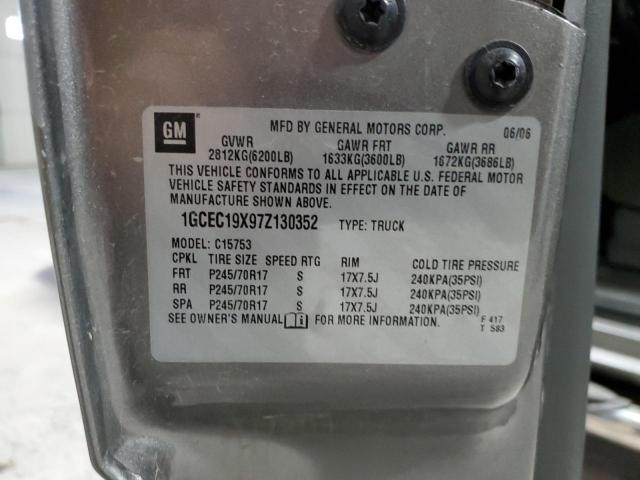 GM
MFD BY GENERAL MOTORS CORP. 06/06
GVWR GAWR FRT GAWR RR
2812KG(6200LB) 1633KG(3600LB) 1672KG(3686LB)
THIS VEHICLE CONFORMS TO ALL APPLICABLE U.S. FEDERAL MOTOR
VEHICLE SAFETY STANDARDS IN EFFECT ON THE DATE OF
MANUFACTURE SHOWN ABOVE.
1GCEC19X97Z130352 TYPE: TRUCK
MODEL: C15753
CPKL TIRE SIZE SPEED RTG RIM COLD TIRE PRESSURE
FRT P245/70R17 S 17X7.5J 240KPA(35PSI)
RR P245/70R17 S 17X7.5J 240KPA(35PSI)
SPA P245/70R17 S 17X7.5J 240KPA(35PSI)
SEE OWNER'S MANUAL FOR MORE INFORMATION. F 417
T 583